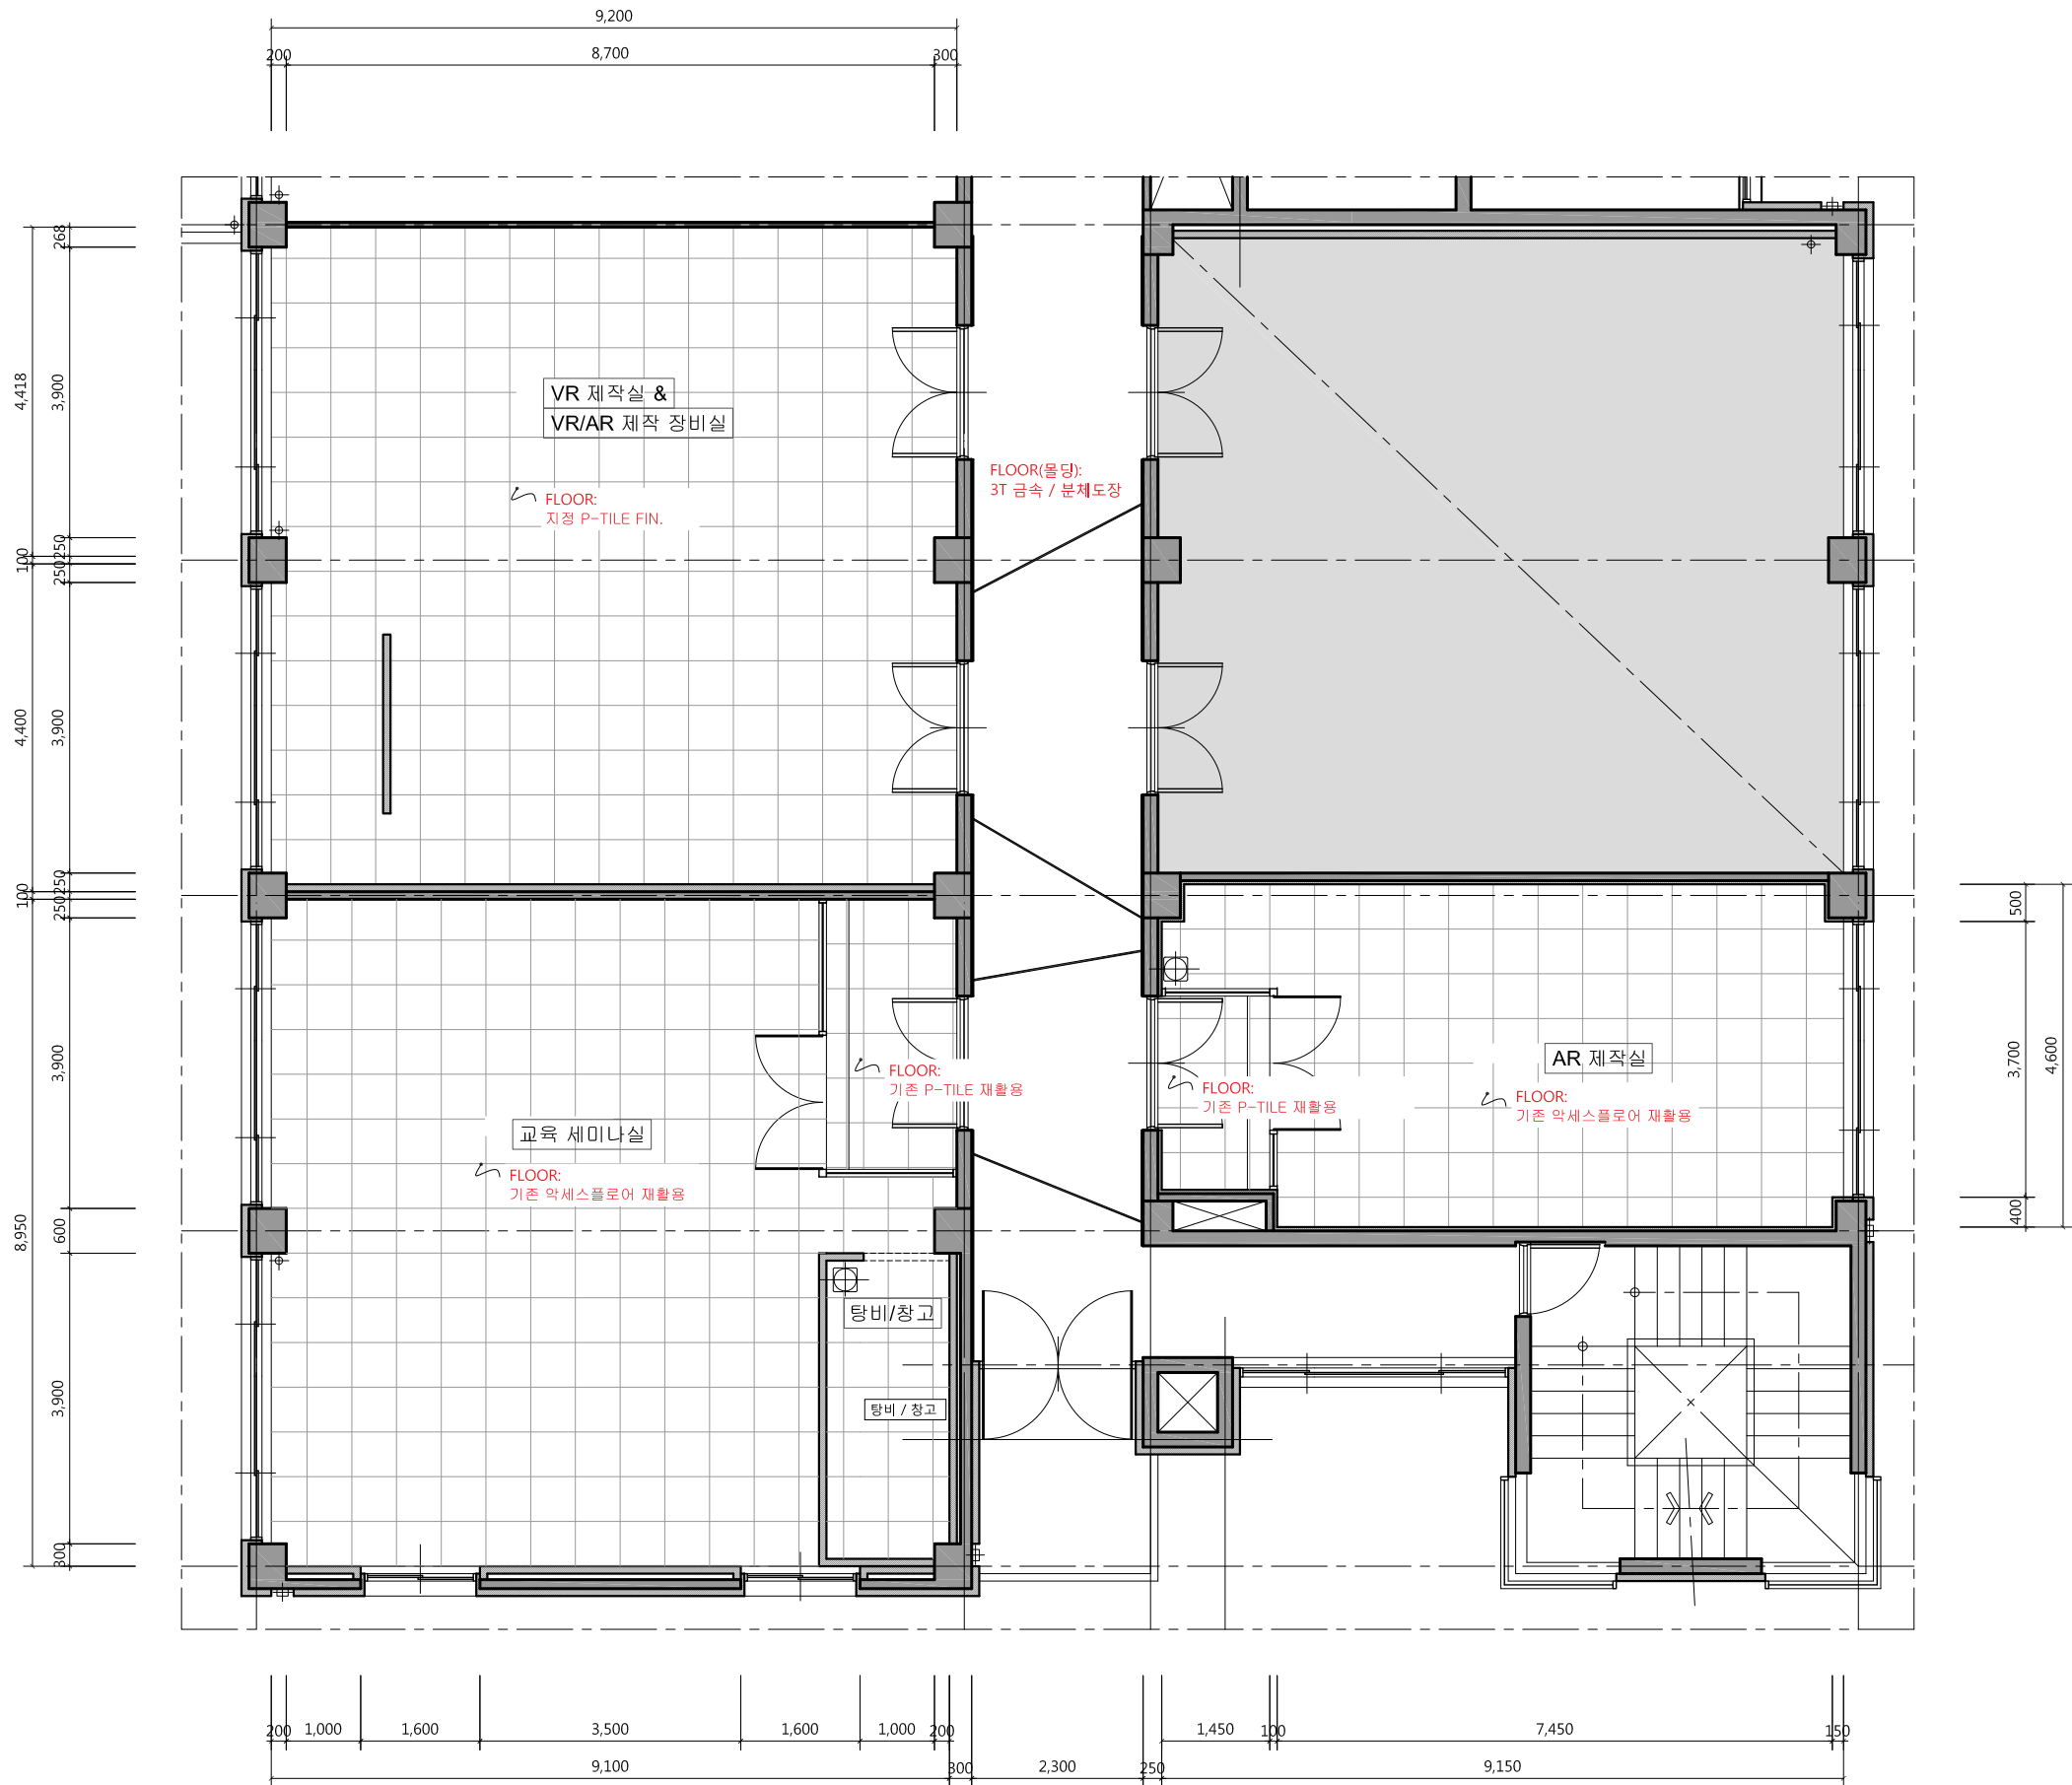 9,200
200
8,700
300
268
4,418
3,900
VR 제작실 &
VR/AR 제작 장비실
FLOOR:
지정 P-TILE FIN.
FLOOR(몰딩):
3T 금속 / 분체도장
250
100
250
4,400
3,900
250
100
250
500
3,700
4,600
400
3,900
8,950
600
3,900
300
FLOOR:
기존 P-TILE 재활용
FLOOR:
기존 P-TILE 재활용
AR 제작실
FLOOR:
기존 악세스플로어 재활용
교육 세미나실
FLOOR:
기존 악세스플로어 재활용
탕비/창고
탕비 / 창고
200
1,000
1,600
3,500
1,600
1,000
200
1,450
100
7,450
150
9,100
300
2,300
250
9,150